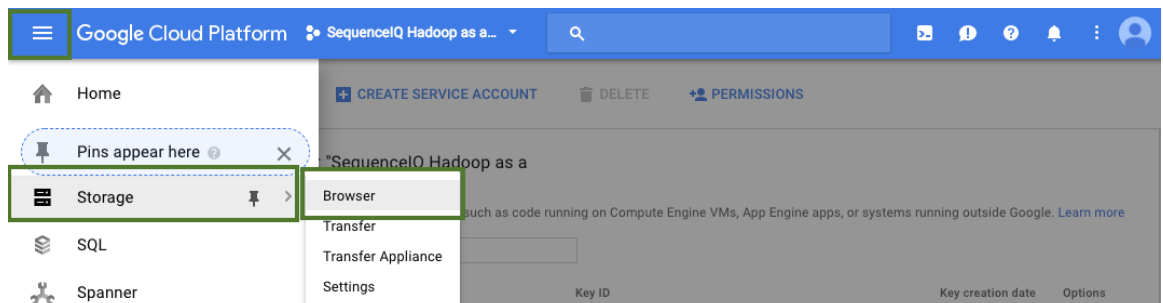 Google Cloud Platform SequenceIQ Hadoop as a...
Home
CREATE SERVICE ACCOUNT DELETE PERMISSIONS
Pins appear here
"SequenceIQ Hadoop as a
Storage
Browser
such as code running on Compute Engine VMs, App Engine apps, or systems running outside Google. Learn more
Transfer
SQL
Transfer Appliance
Settings
Spanner
Key ID Key creation date Options